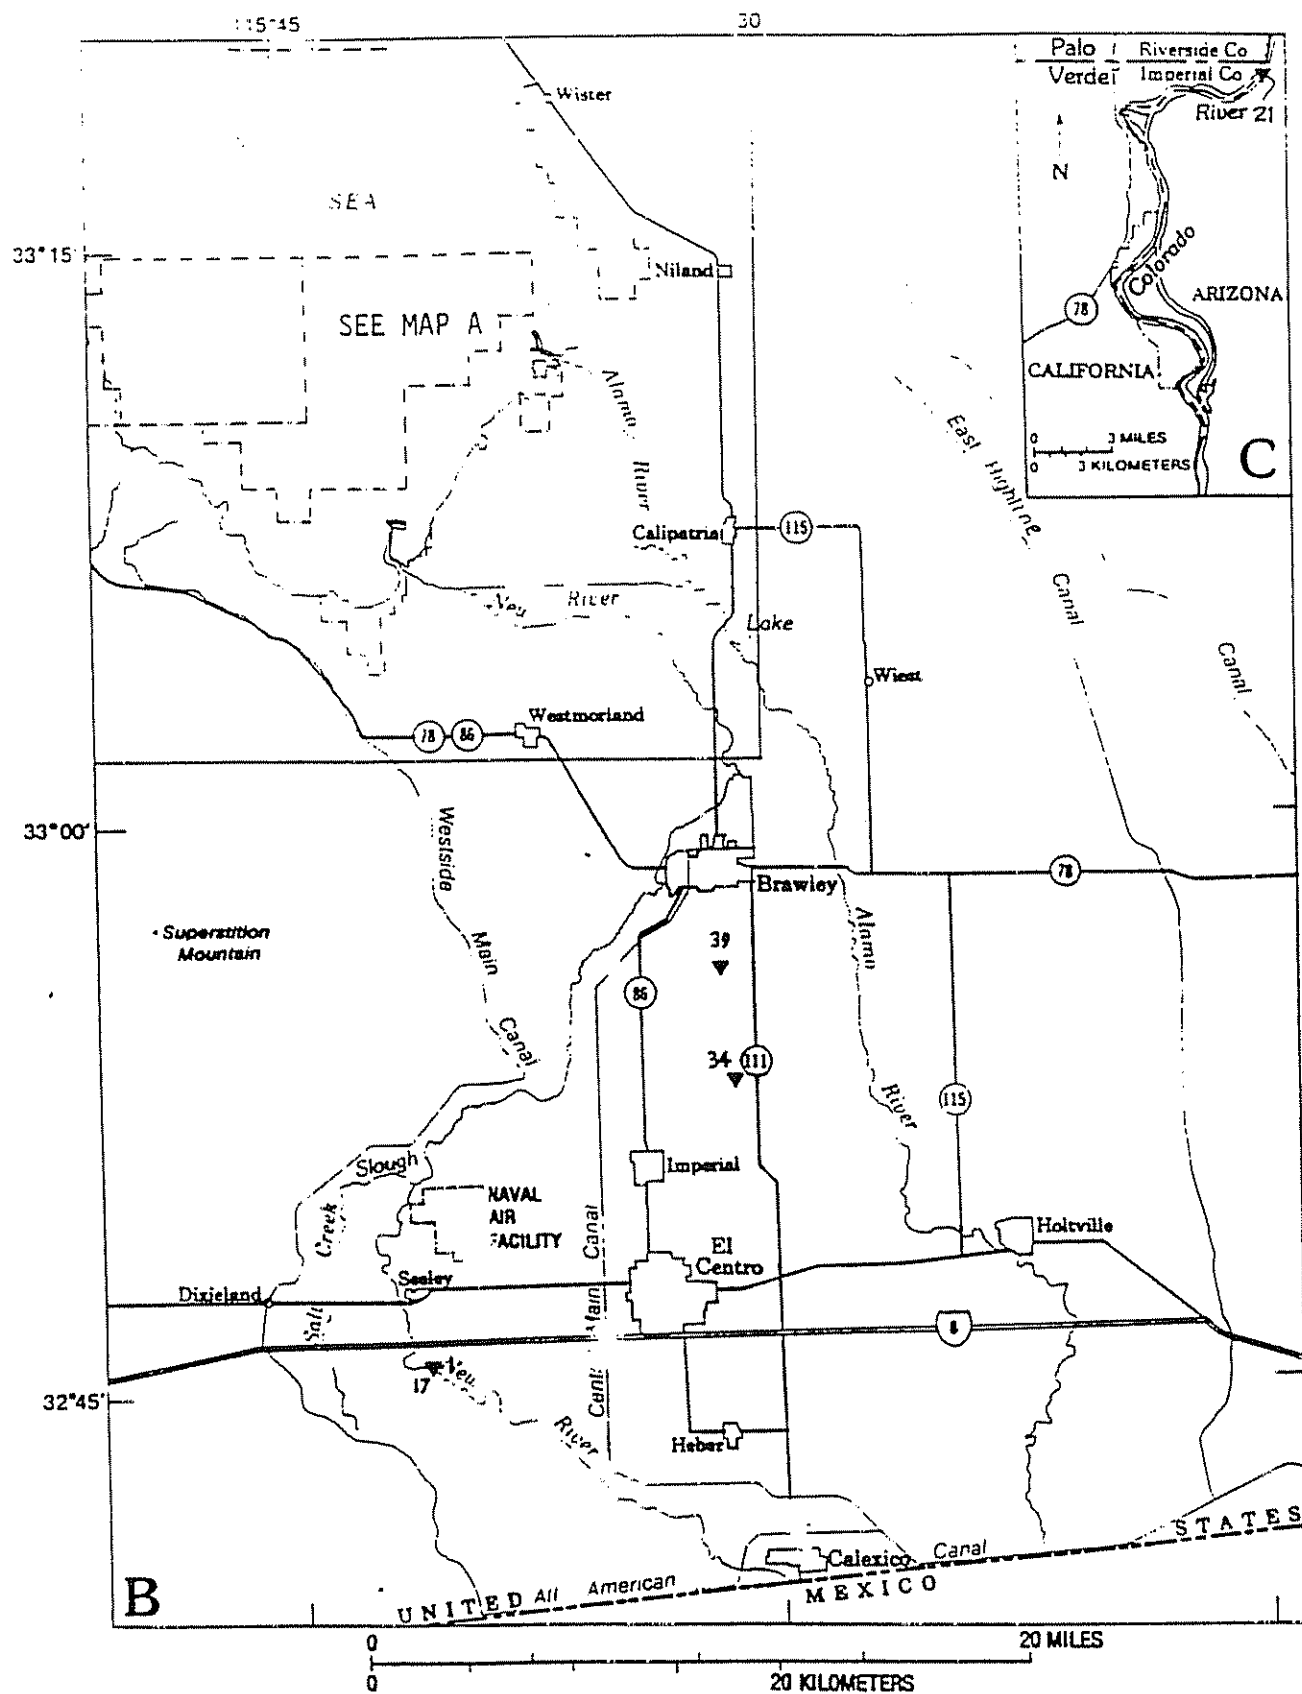 115°45
30
Palo
Verde
Riverside Co
Imperial Co
River 21
N
Colorado
ARIZONA
78
CALIFORNIA
0 3 MILES
0 3 KILOMETERS
C
Wister
SEA
33°15'
Niland
SEE MAP A
Alamo
River
East Highline
Canal
Calipatria
115
New
River
Lake
Wiest
Canal
Westmorland
78
86
33°00'
Westside
Main
Canal
Brawley
78
Superstition
Mountain
39
Alamo
River
86
34
111
115
Slough
Imperial
NAVAL
AIR
FACILITY
Creek
Salt
Canal
Main
El
Centro
Holtville
Seeley
Dixieland
8
17
New
River
32°45'
Heber
Calexico
Canal
STATES
B
UNITED
All American
MEXICO
0 20 MILES
0 20 KILOMETERS